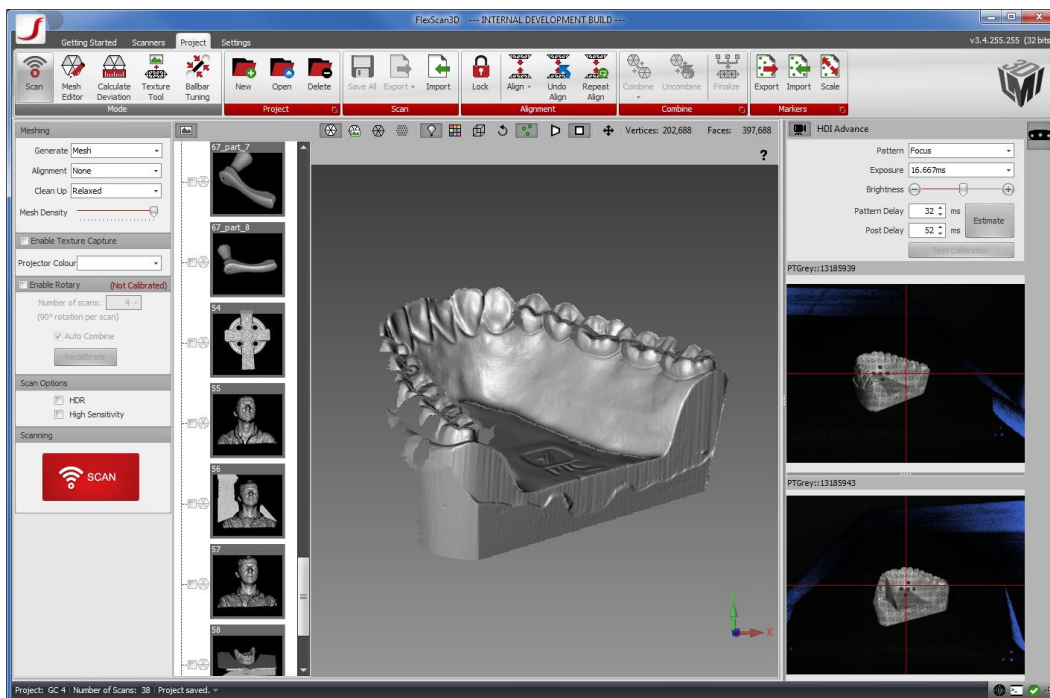 FlexScan3D --- INTERNAL DEVELOPMENT BUILD ---
Getting Started Scanners Project Settings
v3.4.255.255 (32 bits)
Scan
Mesh Editor
Calculate Deviation
Texture Tool
Ballbar Tuning
Mode
New
Open
Delete
Project
Save All
Export
Import
Scan
Lock
Align
Undo Align
Repeat Align
Alignment
Combine
Uncombine
Finalize
Combine
Export
Import
Scale
Markers
Meshing
Generate Mesh
Alignment None
Clean Up Relaxed
Mesh Density
Enable Texture Capture
Projector Colour
Enable Rotary (Not Calibrated)
Number of scans: 4
(90° rotation per scan)
Auto Combine
Recalibrate
Scan Options
HDR
High Sensitivity
Scanning
SCAN
67_part_7
67_part_8
54
55
56
57
58
Vertices: 202,688 Faces: 397,688
?
Y
X
HDI Advance
Pattern Focus
Exposure 16.667ms
Brightness
Pattern Delay 32 ms
Post Delay 52 ms
Estimate
Test Calibration
PTGrey::13185939
PTGrey::13185943
Project: GC 4 Number of Scans: 38 Project saved.